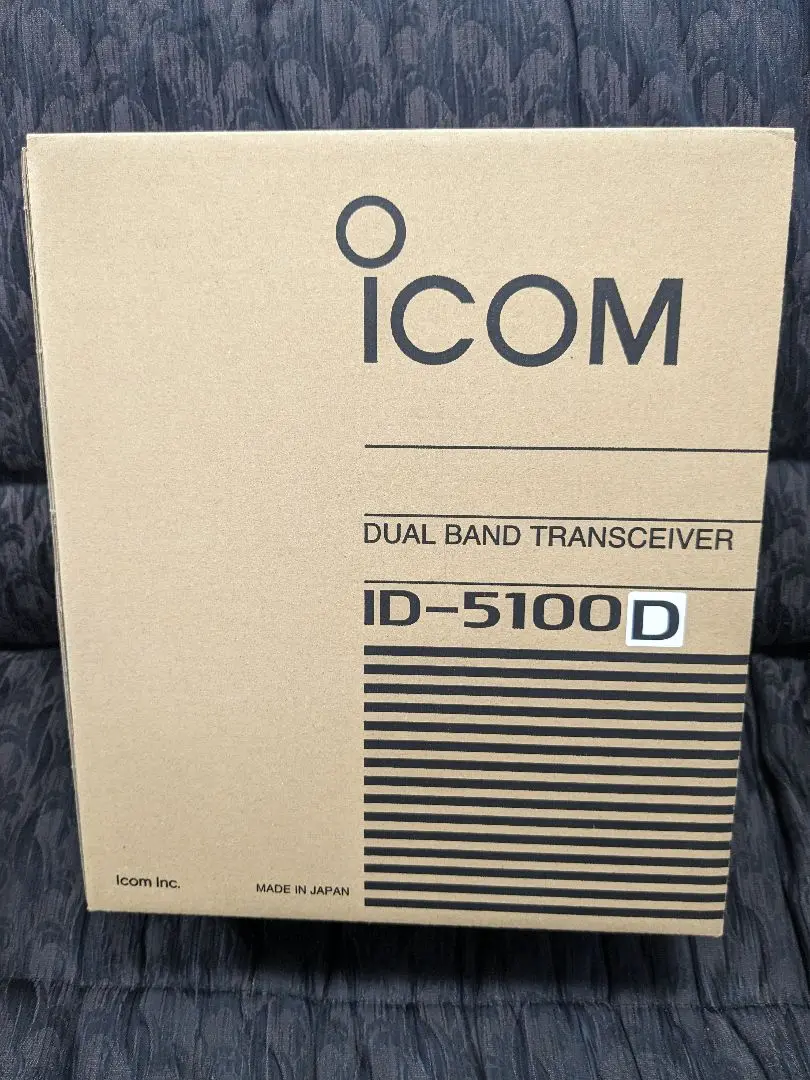 ICOM
DUAL BAND TRANSCEIVER
ID-5100D
Icom Inc.
MADE IN JAPAN